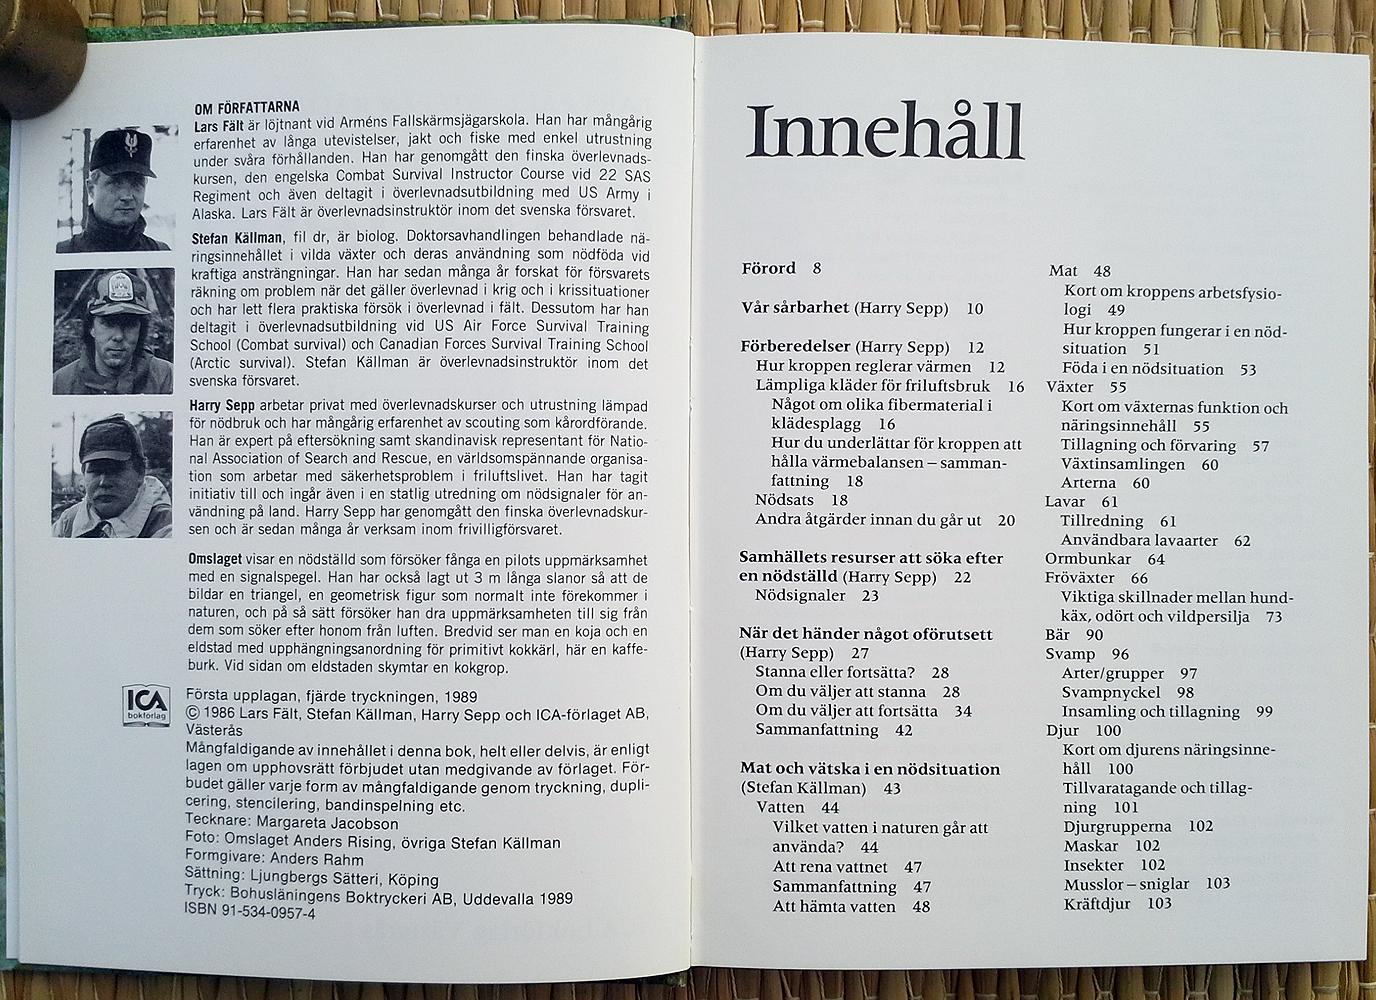 OM FÖRFATTARNA
Lars Fält är löjtnant vid Arméns Fallskärmsjägarskola. Han har mångårig
erfarenhet av långa utevistelser, jakt och fiske med enkel utrustning
under svåra förhållanden. Han har genomgått den finska överlevnads-
kursen, den engelska Combat Survival Instructor Course vid 22 SAS
Regiment och även deltagit i överlevnadsutbildning med US Army i
Alaska. Lars Fält är överlevnadsinstruktör inom det svenska försvaret.
Stefan Källman, fil dr, är biolog. Doktorsavhandlingen behandlade nä-
ringsinnehållet i vilda växter och deras användning som nödföda vid
kraftiga ansträngningar. Han har sedan många år forskat för försvarets
räkning om problem när det gäller överlevnad i krig och i krissituationer
och har lett flera praktiska försök i överlevnad i fält. Dessutom har han
deltagit i överlevnadsutbildning vid US Air Force Survival Training
School (Combat survival) och Canadian Forces Survival Training School
(Arctic survival). Stefan Källman är överlevnadsinstruktör inom det
svenska försvaret.
Harry Sepp arbetar privat med överlevnadskurser och utrustning lämpad
för nödbruk och har mångårig erfarenhet av scouting som kårordförande.
Han är expert på eftersökning samt skandinavisk representant för Natio-
nal Association of Search and Rescue, en världsomspännande organisa-
tion som arbetar med säkerhetsproblem i friluftslivet. Han har tagit
initiativ till och ingår även i en statlig utredning om nödsignaler för an-
vändning på land. Harry Sepp har genomgått den finska överlevnadskur-
sen och är sedan många år verksam inom frivilligförsvaret.
Omslaget visar en nödställd som försöker fånga en pilots uppmärksamhet
med en signalspegel. Han har också lagt ut 3 m långa slanor så att de
bildar en triangel, en geometrisk figur som normalt inte förekommer i
naturen, och på så sätt försöker han dra uppmärksamheten till sig från
dem som söker efter honom från luften. Bredvid ser man en koja och en
eldstad med upphängningsanordning för primitivt kokkärl, här en kaffe-
burk. Vid sidan om eldstaden skymtar en kokgrop.
ICA
bokförlag
Första upplagan, fjärde tryckningen, 1989
© 1986 Lars Fält, Stefan Källman, Harry Sepp och ICA-förlaget AB,
Västerås
Mångfaldigande av innehållet i denna bok, helt eller delvis, är enligt
lagen om upphovsrätt förbjudet utan medgivande av förlaget. För-
budet gäller varje form av mångfaldigande genom tryckning, dupli-
cering, stencilering, bandinspelning etc.
Tecknare: Margareta Jacobson
Foto: Omslaget Anders Rising, övriga Stefan Källman
Formgivare: Anders Rahm
Sättning: Ljungbergs Sätteri, Köping
Tryck: Bohusläningens Boktryckeri AB, Uddevalla 1989
ISBN 91-534-0957-4
Innehåll
Förord 8
Vår sårbarhet (Harry Sepp) 10
Förberedelser (Harry Sepp) 12
Hur kroppen reglerar värmen 12
Lämpliga kläder för friluftsbruk 16
Något om olika fibermaterial i
klädesplagg 16
Hur du underlättar för kroppen att
hålla värmebalansen – samman-
fattning 18
Nödsats 18
Andra åtgärder innan du går ut 20
Samhällets resurser att söka efter
en nödställd (Harry Sepp) 22
Nödsignaler 23
När det händer något oförutsett
(Harry Sepp) 27
Stanna eller fortsätta? 28
Om du väljer att stanna 28
Om du väljer att fortsätta 34
Sammanfattning 42
Mat och vätska i en nödsituation
(Stefan Källman) 43
Vatten 44
Vilket vatten i naturen går att
använda? 44
Att rena vattnet 47
Sammanfattning 47
Att hämta vatten 48
Mat 48
Kort om kroppens arbetsfysio-
logi 49
Hur kroppen fungerar i en nöd-
situation 51
Föda i en nödsituation 53
Växter 55
Kort om växternas funktion och
näringsinnehåll 55
Tillagning och förvaring 57
Växtinsamlingen 60
Arterna 60
Lavar 61
Tillredning 61
Användbara lavaarter 62
Ormbunkar 64
Fröväxter 66
Viktiga skillnader mellan hund-
käx, odört och vildpersilja 73
Bär 90
Svamp 96
Arter/grupper 97
Svampnyckel 98
Insamling och tillagning 99
Djur 100
Kort om djurens näringsinne-
håll 100
Tillvaratagande och tillag-
ning 101
Djurgrupperna 102
Maskar 102
Insekter 102
Musslor – sniglar 103
Kräftdjur 103